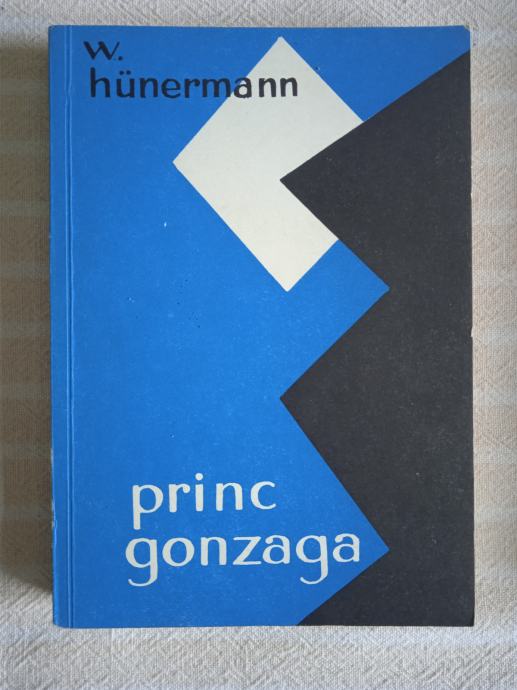 w.
hünermann
princ
gonzaga